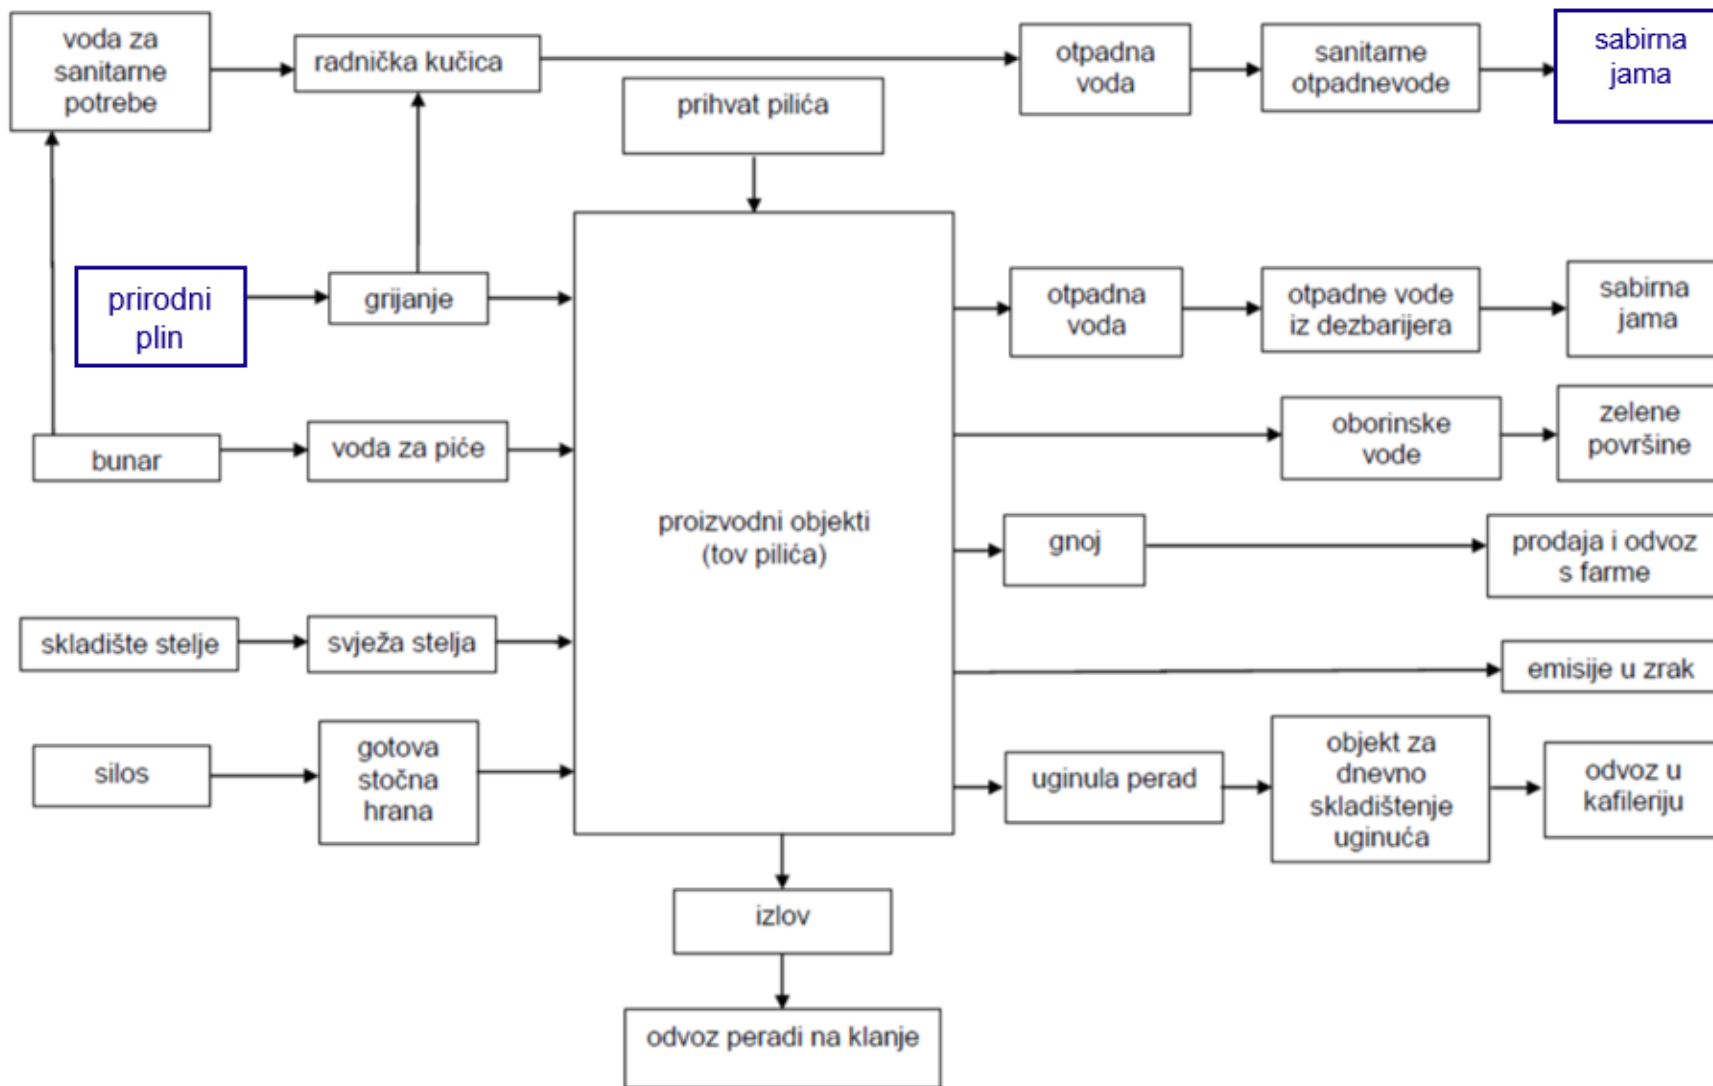 voda za
sanitarne
potrebe
radnička kučica
otpadna
voda
sanitarne
otpadnevode
sabirna
jama
prihvat pilića
prirodni
plin
grijanje
otpadna
voda
otpadne vode
iz dezbarijera
sabirna
jama
bunar
voda za piće
oborinske
vode
zelene
površine
proizvodni objekti
(tov pilića)
gnoj
prodaja i odvoz
s farme
skladište stelje
svježa stelja
emisije u zrak
silos
gotova
stočna
hrana
uginula perad
objekt za
dnevno
skladištenje
uginuća
odvoz u
kafileriju
izlov
odvoz peradi na klanje